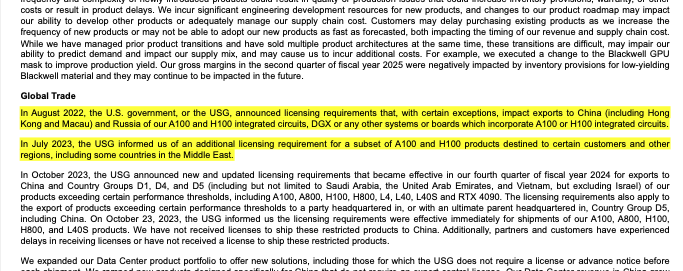 costs or result in product delays. We incur significant engineering development resources for new products, and changes to our product roadmap may impact
our ability to develop other products or adequately manage our supply chain cost. Customers may delay purchasing existing products as we increase the
frequency of new products or may not be able to adopt our new products as fast as forecasted, both impacting the timing of our revenue and supply chain cost.
While we have managed prior product transitions and have sold multiple product architectures at the same time, these transitions are difficult, may impair our
ability to predict demand and impact our supply mix, and may cause us to incur additional costs. For example, we executed a change to the Blackwell GPU
mask to improve production yield. Our gross margins in the second quarter of fiscal year 2025 were negatively impacted by inventory provisions for low-yielding
Blackwell material and they may continue to be impacted in the future.
Global Trade
In August 2022, the U.S. government, or the USG, announced licensing requirements that, with certain exceptions, impact exports to China (including Hong
Kong and Macau) and Russia of our A100 and H100 integrated circuits, DGX or any other systems or boards which incorporate A100 or H100 integrated circuits.
In July 2023, the USG informed us of an additional licensing requirement for a subset of A100 and H100 products destined to certain customers and other
regions, including some countries in the Middle East.
In October 2023, the USG announced new and updated licensing requirements that became effective in our fourth quarter of fiscal year 2024 for exports to
China and Country Groups D1, D4, and D5 (including but not limited to Saudi Arabia, the United Arab Emirates, and Vietnam, but excluding Israel) of our
products exceeding certain performance thresholds, including A100, A800, H100, H800, L4, L40, L40S and RTX 4090. The licensing requirements also apply to
the export of products exceeding certain performance thresholds to a party headquartered in, or with an ultimate parent headquartered in, Country Group D5,
including China. On October 23, 2023, the USG informed us the licensing requirements were effective immediately for shipments of our A100, A800, H100,
H800, and L40S products. We have not received licenses to ship these restricted products to China. Additionally, partners and customers have experienced
delays in receiving licenses or have not received a license to ship these restricted products.
We expanded our Data Center product portfolio to offer new solutions, including those for which the USG does not require a license or advance notice before